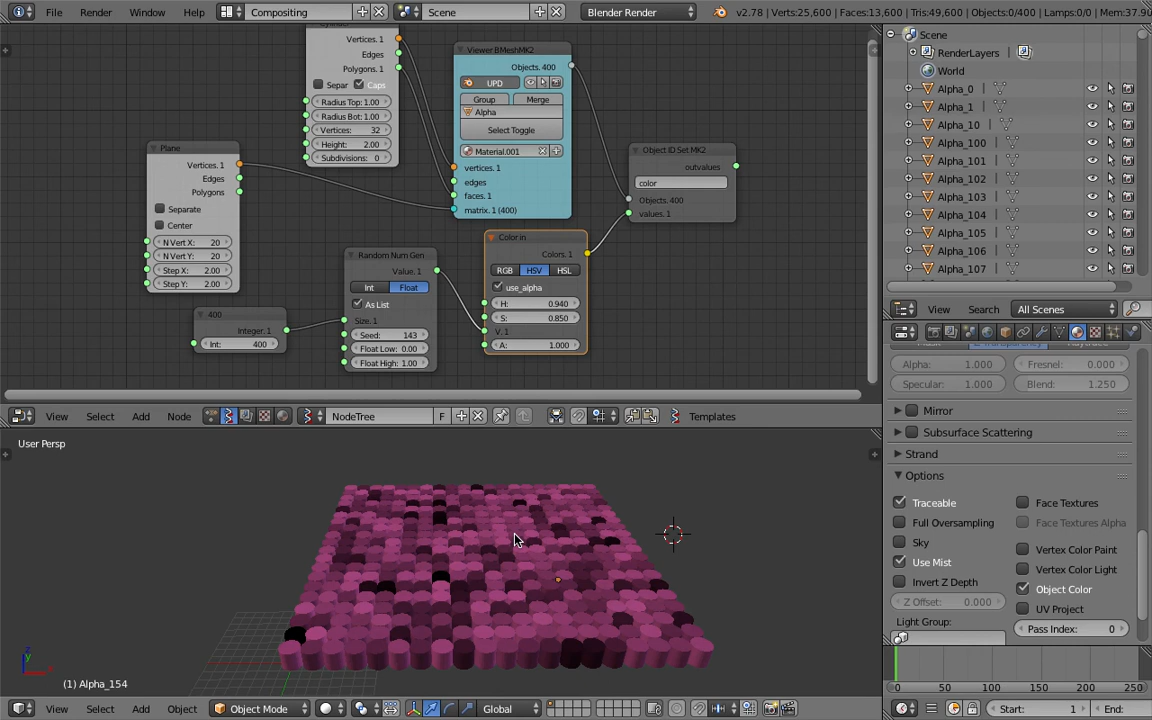 File Render Window Help Compositing Scene Blender Render v2.78 | Verts:25,600 | Faces:13,600 | Tris:49,600 | Objects:0/400 | Lamps:0/0 | Mem:37.9
Vertices. 1
Edges
Polygons. 1
Separ Caps
Radius Top: 1.00
Radius Bot: 1.00
Vertices: 32
Height: 2.00
Subdivisions: 0
Viewer BMeshMK2
Objects. 400
UPD
Group Merge
Alpha
Select Toggle
Material.001
vertices. 1
edges
faces. 1
matrix. 1 (400)
Object ID Set MK2
outvalues
color
Objects. 400
values. 1
Plane
Vertices. 1
Edges
Polygons
Separate
Center
N Vert X: 20
N Vert Y: 20
Step X: 2.00
Step Y: 2.00
400
Integer. 1
Int: 400
Random Num Gen
Value. 1
Int Float
As List
Size. 1
Seed: 143
Float Low: 0.00
Float High: 1.00
Color in
Colors. 1
RGB HSV HSL
use_alpha
H: 0.940
S: 0.850
V. 1
A: 1.000
View Select Add Node NodeTree F Templates
User Persp
(1) Alpha_154
View Select Add Object Object Mode Global
Scene
RenderLayers |
World
Alpha_0 |
Alpha_1 |
Alpha_10 |
Alpha_100 |
Alpha_101 |
Alpha_102 |
Alpha_103 |
Alpha_104 |
Alpha_105 |
Alpha_106 |
Alpha_107 |
View Search All Scenes
Alpha: 1.000 Fresnel: 0.000
Specular: 1.000 Blend: 1.250
Mirror
Subsurface Scattering
Strand
Options
Traceable Face Textures
Full Oversampling Face Textures Alpha
Sky Vertex Color Paint
Use Mist Vertex Color Light
Invert Z Depth Object Color
Z Offset: 0.000 UV Project
Light Group: Pass Index: 0
0 50 100 150 200 250
Start: 1 End: